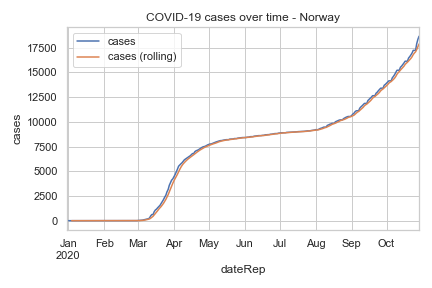 COVID-19 cases over time - Norway
cases
cases (rolling)
17500
15000
12500
10000
7500
5000
2500
0
cases
Jan Feb Mar Apr May Jun Jul Aug Sep Oct
2020
dateRep